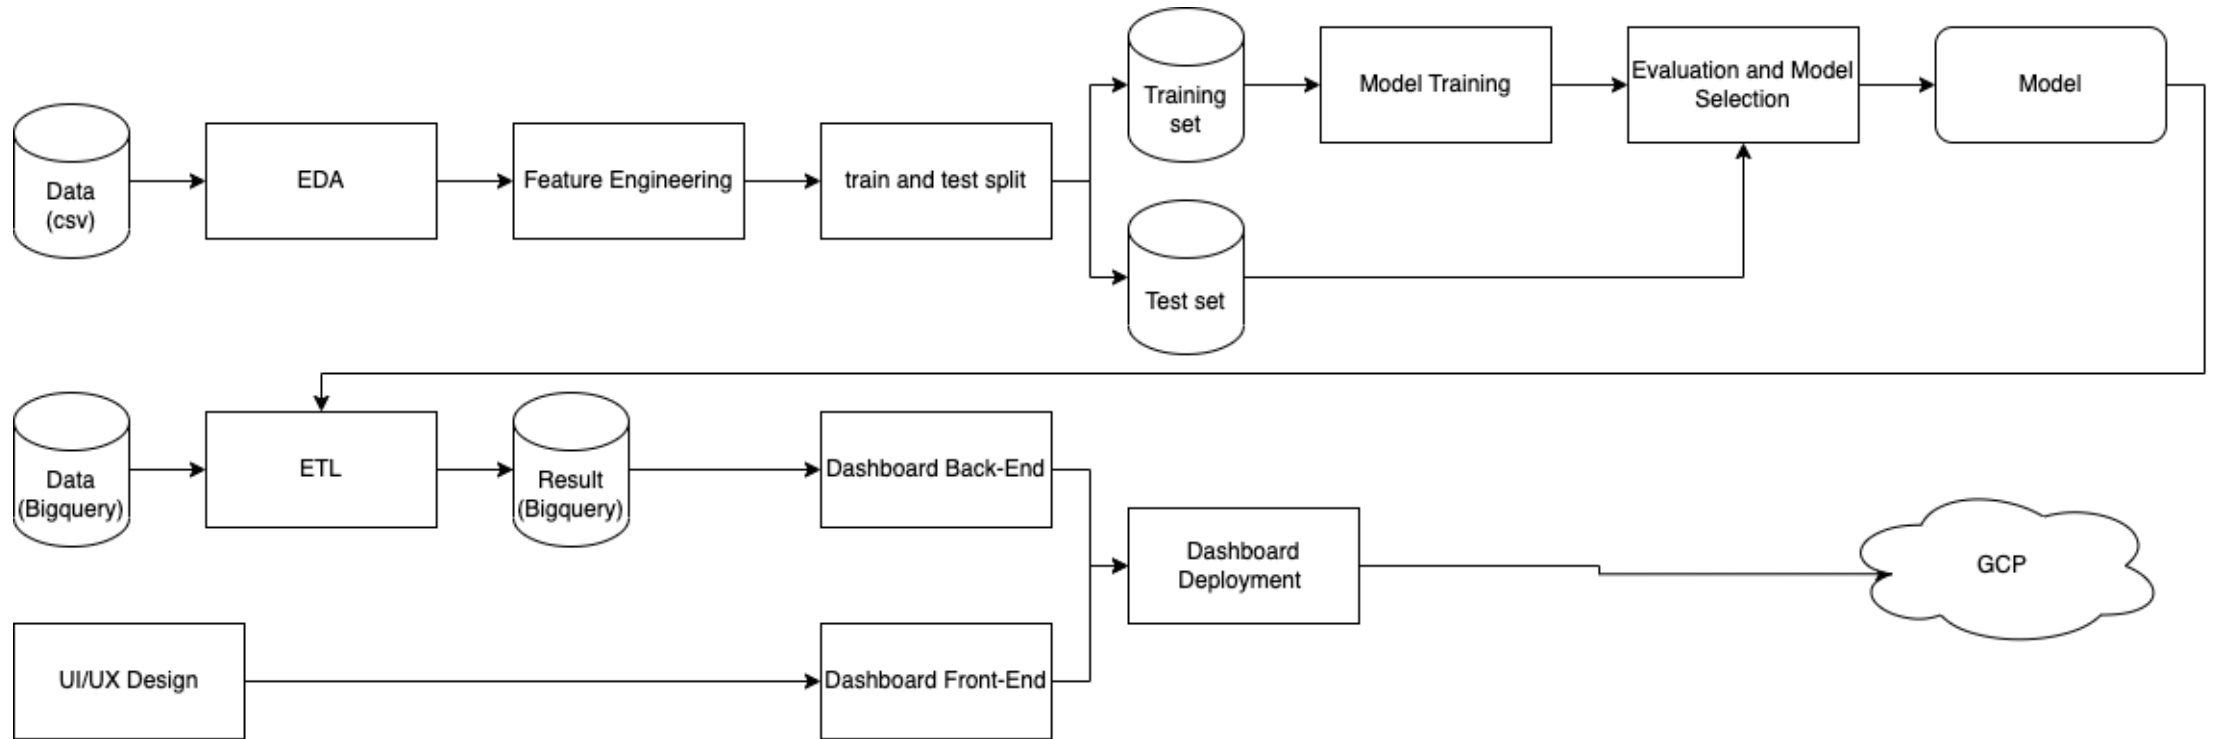 Data
(csv)
EDA
Feature Engineering
train and test split
Training
set
Test set
Model Training
Evaluation and Model
Selection
Model
Data
(Bigquery)
ETL
Result
(Bigquery)
Dashboard Back-End
UI/UX Design
Dashboard Front-End
Dashboard
Deployment
GCP